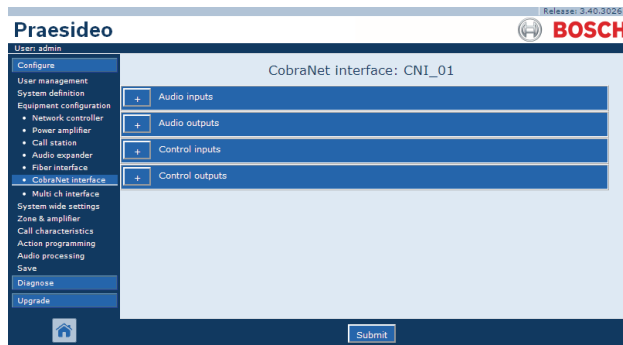 Release: 3.40.3026
Praesideo
BOSCH
User: admin
Configure
CobraNet interface: CNI_01
User management
System definition
Equipment configuration
• Network controller
• Power amplifier
• Call station
• Audio expander
• Fiber interface
• CobraNet interface
• Multi ch interface
System wide settings
Zone & amplifier
Call characteristics
Action programming
Audio processing
Save
Diagnose
Upgrade
+ Audio inputs
+ Audio outputs
+ Control inputs
+ Control outputs
Submit